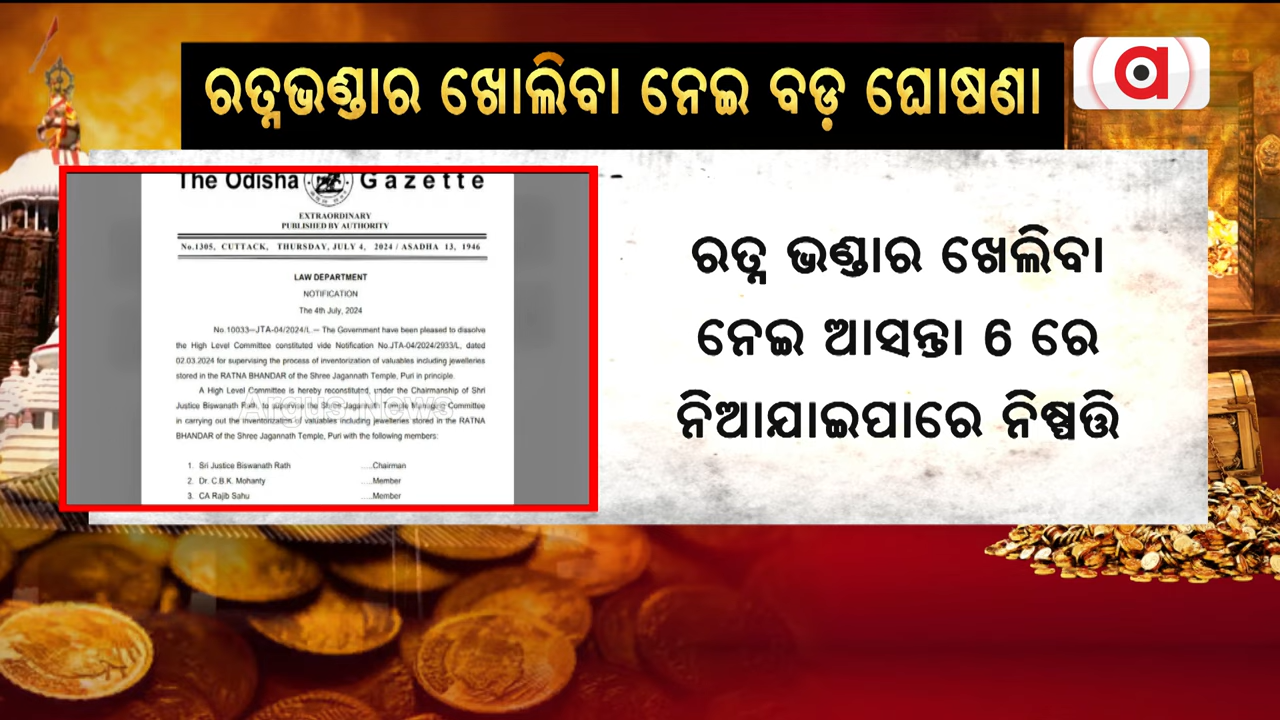 ରତ୍ନଭଣ୍ଡାର ଖୋଲିବା ନେଇ ବଡ଼ ଘୋଷଣା
a
The Odisha Gazette
EXTRAORDINARY
PUBLISHED BY AUTHORITY
No.1305, CUTTACK, THURSDAY, JULY 4, 2024 / ASADHA 13, 1946
LAW DEPARTMENT
NOTIFICATION
The 4th July, 2024
No.10033—JTA-04/2024/L.— The Government have been pleased to dissolve
the High Level Committee constituted vide Notification No.JTA-04/2024/2933/L, dated
02.03.2024 for supervising the process of inventorization of valuables including jewelleries
stored in the RATNA BHANDAR of the Shree Jagannath Temple, Puri in principle.
A High Level Committee is hereby reconstituted, under the Chairmanship of Shri
Justice Biswanath Rath, to supervise the Shree Jagannath Temple Managing Committee
in carrying out the inventorization of valuables including jewelleries stored in the RATNA
BHANDAR of the Shree Jagannath Temple, Puri with the following members:
1. Sri Justice Biswanath Rath .....Chairman
2. Dr. C.B.K. Mohanty .....Member
3. CA Rajib Sahu .....Member
Argus News
ରତ୍ନ ଭଣ୍ଡାର ଖେଲିବା
ନେଇ ଆସନ୍ତା 6 ରେ
ନିଆଯାଇପାରେ ନିଷ୍ପତ୍ତି